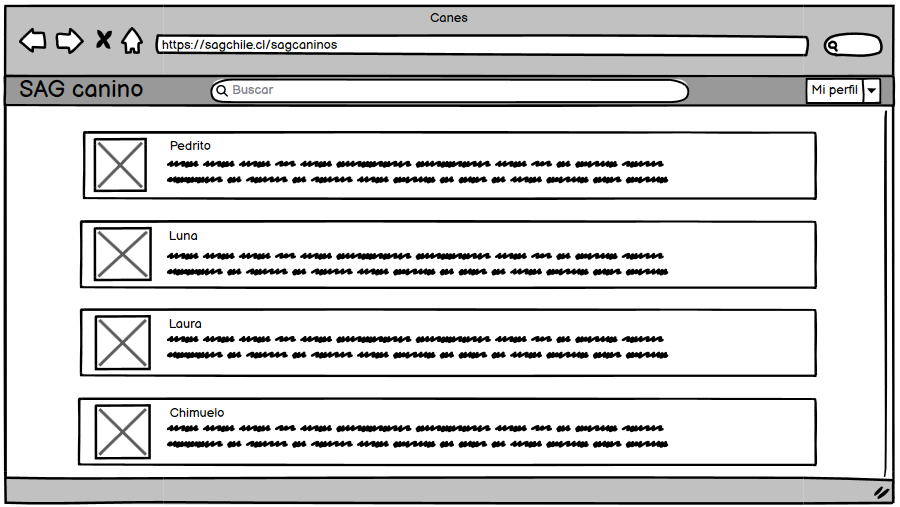 Canes
https://sagchile.cl/sagcaninos
SAG canino
Buscar
Mi perfil
Pedrito
Luna
Laura
Chimuelo